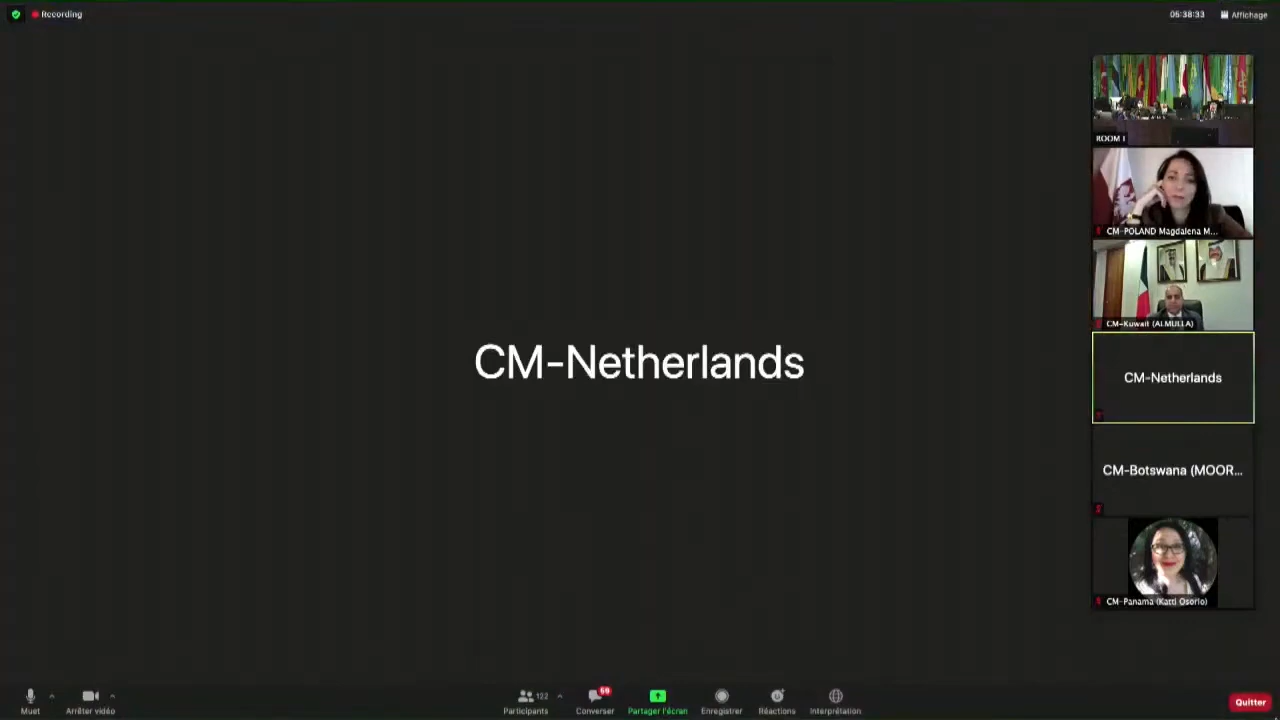 Recording
05:38:33
Affichage
ROOM I
CM-POLAND Magdalena M...
CM-Kuwait (ALMULLA)
CM-Netherlands
CM-Netherlands
CM-Botswana (MOOR...
CM-Panama (Katti Osorio)
Muet
Arrêter vidéo
122
Participants
Converser
Partager l'écran
Enregistrer
Réactions
Interprétation
Quitter